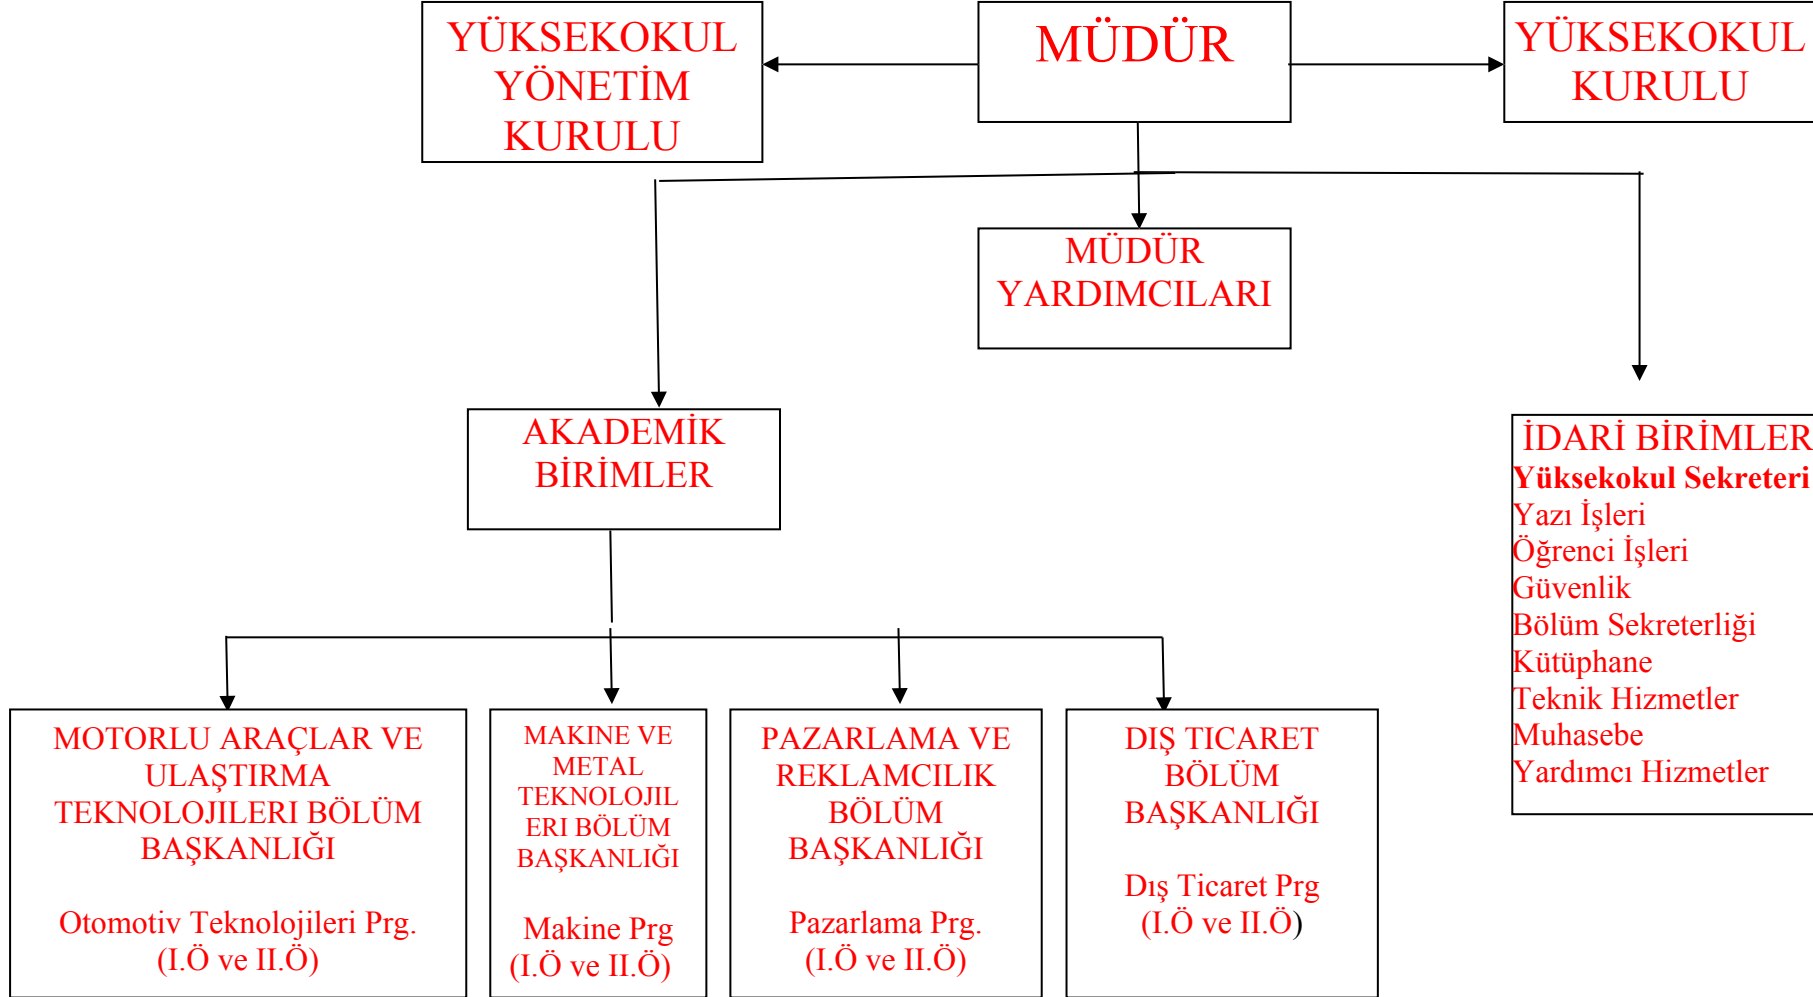 YÜKSEKOKUL
YÖNETİM
KURULU
MÜDÜR
YÜKSEKOKUL
KURULU
MÜDÜR
YARDIMCILARI
AKADEMİK
BİRİMLER
İDARİ BİRİMLER
Yüksekokul Sekreteri
Yazı İşleri
Öğrenci İşleri
Güvenlik
Bölüm Sekreterliği
Kütüphane
Teknik Hizmetler
Muhasebe
Yardımcı Hizmetler
MOTORLU ARAÇLAR VE
ULAŞTIRMA
TEKNOLOJILERI BÖLÜM
BAŞKANLIĞI
Otomotiv Teknolojileri Prg.
(I.Ö ve II.Ö)
MAKINE VE
METAL
TEKNOLOJIL
ERI BÖLÜM
BAŞKANLIĞI
Makine Prg
(I.Ö ve II.Ö)
PAZARLAMA VE
REKLAMCILIK
BÖLÜM
BAŞKANLIĞI
Pazarlama Prg.
(I.Ö ve II.Ö)
DIŞ TICARET
BÖLÜM
BAŞKANLIĞI
Dış Ticaret Prg
(I.Ö ve II.Ö)